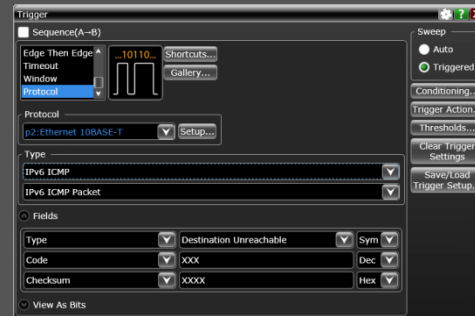 Trigger
?
Sequence(A→B)
Edge Then Edge
Timeout
Window
Protocol
...10110...
Shortcuts...
Gallery...
Protocol
p2:Ethernet 10BASE-T
Setup...
Type
IPv6 ICMP
IPv6 ICMP Packet
Fields
Type
Destination Unreachable
Sym
Code
XXX
Dec
Checksum
XXXX
Hex
View As Bits
Sweep
Auto
Triggered
Conditioning..
Trigger Action..
Thresholds...
Clear Trigger
Settings
Save/Load
Trigger Setup..